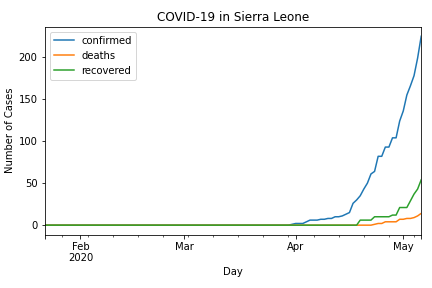 COVID-19 in Sierra Leone
confirmed
deaths
recovered
Number of Cases
200
150
100
50
0
Feb
2020
Mar
Apr
May
Day